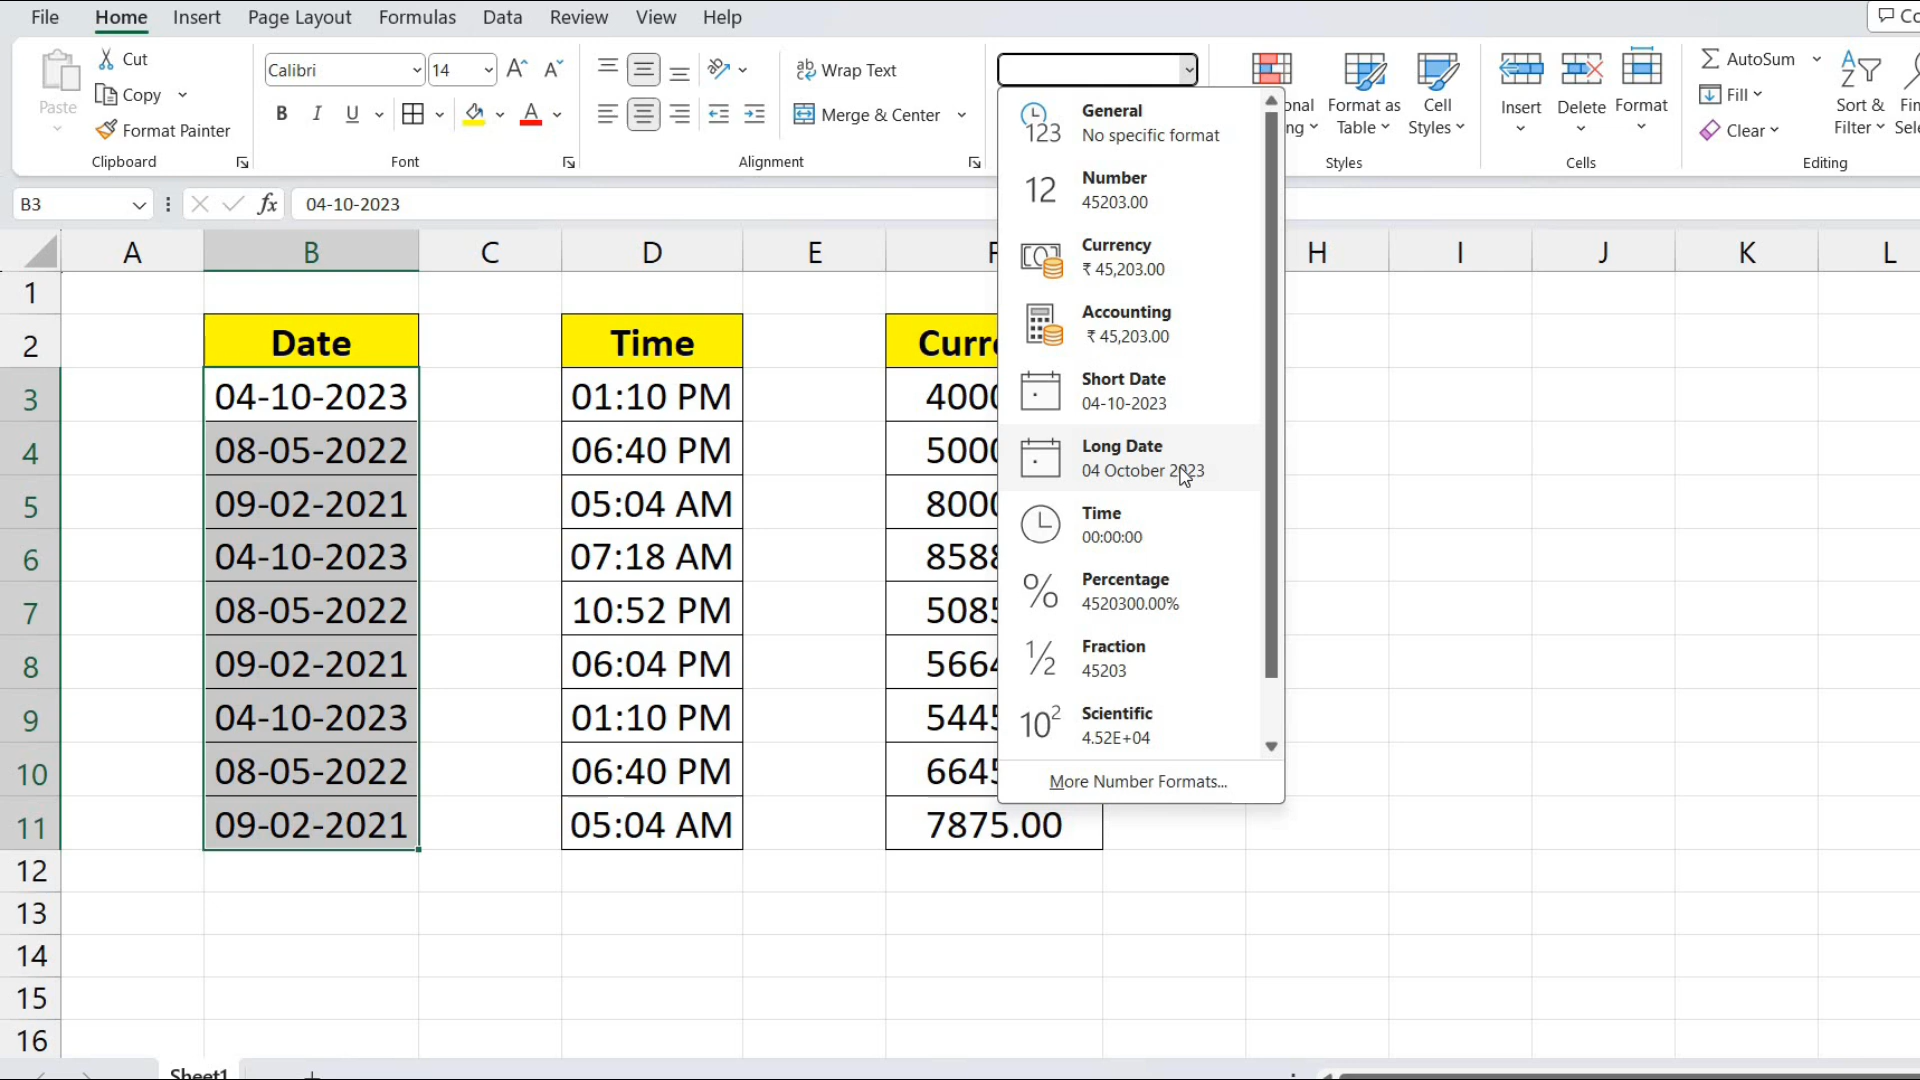 File Home Insert Page Layout Formulas Data Review View Help
Cut
Copy
Format Painter
Paste
Clipboard
Calibri 14
B I U
Font
Wrap Text
Merge & Center
Alignment
Format as Table
Cell Styles
Styles
Insert Delete Format
Cells
AutoSum
Fill
Clear
Sort & Filter
Editing
B3 fx 04-10-2023
General
No specific format
Number
45203.00
Currency
₹ 45,203.00
Accounting
₹ 45,203.00
Short Date
04-10-2023
Long Date
04 October 2023
Time
00:00:00
Percentage
4520300.00%
Fraction
45203
Scientific
4.52E+04
More Number Formats...
A B C D E H I J K L
1
2 Date Time
3 04-10-2023 01:10 PM
4 08-05-2022 06:40 PM
5 09-02-2021 05:04 AM
6 04-10-2023 07:18 AM
7 08-05-2022 10:52 PM
8 09-02-2021 06:04 PM
9 04-10-2023 01:10 PM
10 08-05-2022 06:40 PM
11 09-02-2021 05:04 AM 7875.00
12
13
14
15
16
Sheet1